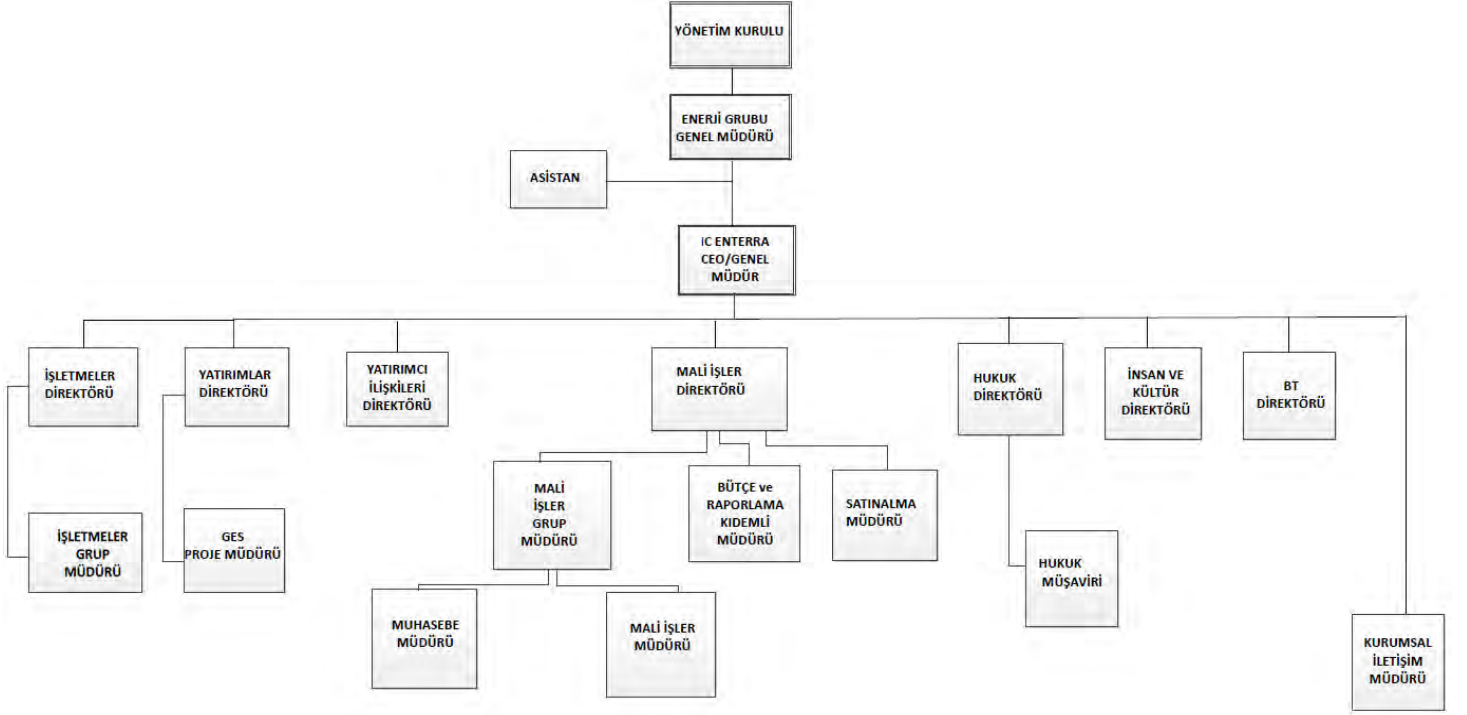 YÖNETİM KURULU
ENERJİ GRUBU
GENEL MÜDÜRÜ
ASİSTAN
IC ENTERRA
CEO/GENEL
MÜDÜR
İŞLETMELER
DİREKTÖRÜ
YATIRIMLAR
DİREKTÖRÜ
YATIRIMCI
İLİŞKİLERİ
DİREKTÖRÜ
MALİ İŞLER
DİREKTÖRÜ
HUKUK
DİREKTÖRÜ
İNSAN VE
KÜLTÜR
DİREKTÖRÜ
BT
DİREKTÖRÜ
İŞLETMELER
GRUP
MÜDÜRÜ
GES
PROJE MÜDÜRÜ
MALİ
İŞLER
GRUP
MÜDÜRÜ
BÜTÇE ve
RAPORLAMA
KIDEMLİ
MÜDÜRÜ
SATINALMA
MÜDÜRÜ
HUKUK
MÜŞAVİRİ
MUHASEBE
MÜDÜRÜ
MALİ İŞLER
MÜDÜRÜ
KURUMSAL
İLETİŞİM
MÜDÜRÜ